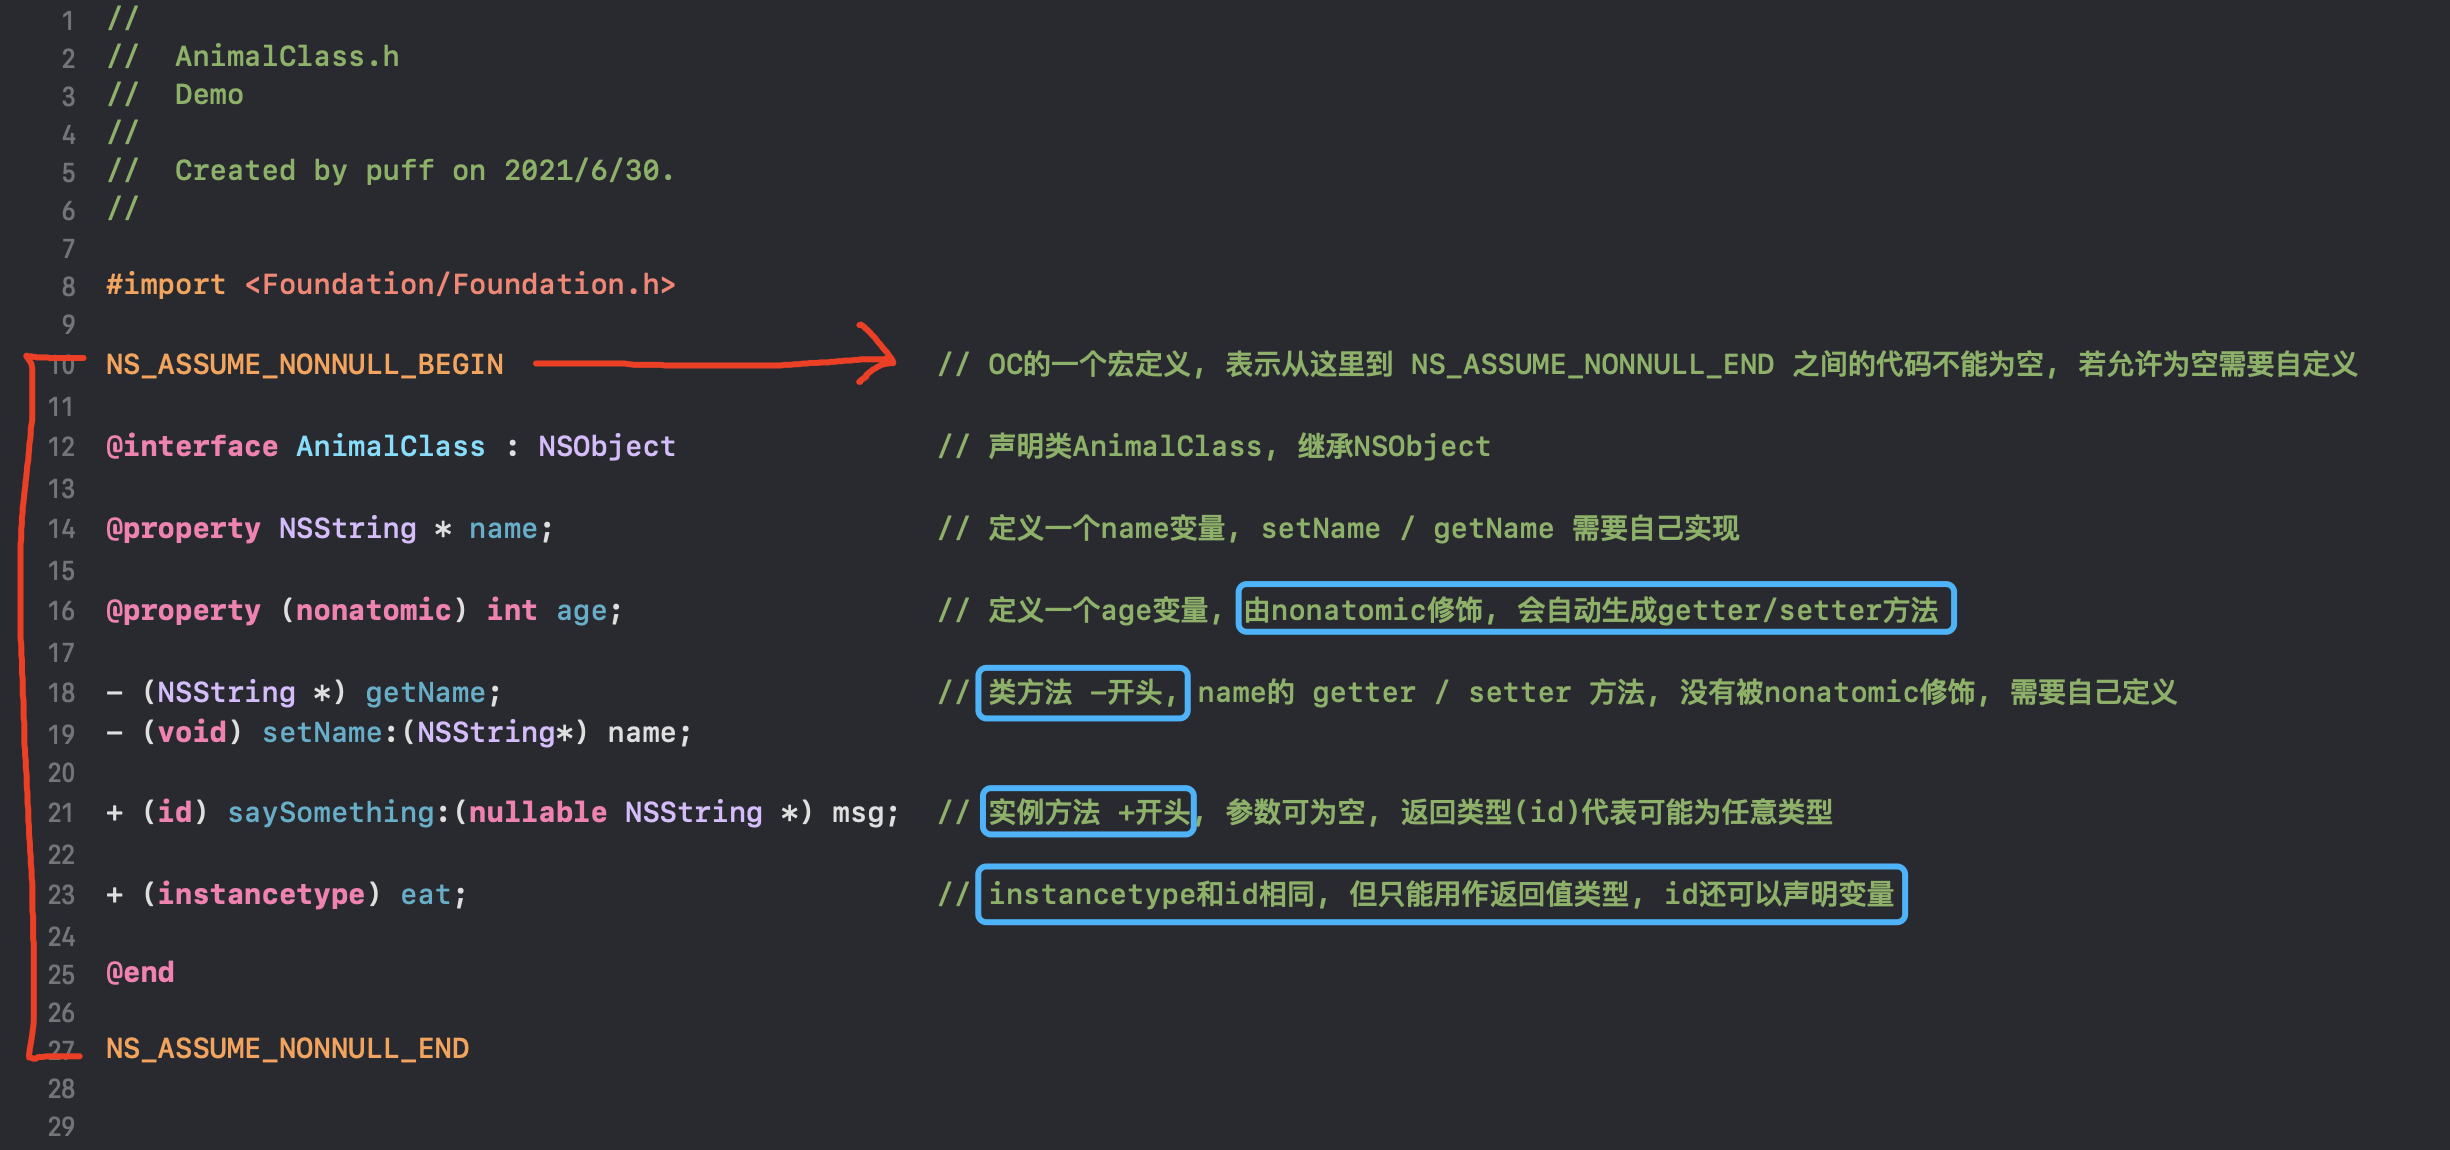 1 //
2 //  AnimalClass.h
3 //  Demo
4 //
5 //  Created by puff on 2021/6/30.
6 //
7
8 #import <Foundation/Foundation.h>
9
10 NS_ASSUME_NONNULL_BEGIN // OC的一个宏定义, 表示从这里到 NS_ASSUME_NONNULL_END 之间的代码不能为空, 若允许为空需要自定义
11
12 @interface AnimalClass : NSObject // 声明类AnimalClass, 继承NSObject
13
14 @property NSString * name; // 定义一个name变量, setName / getName 需要自己实现
15
16 @property (nonatomic) int age; // 定义一个age变量, 由nonatomic修饰, 会自动生成getter/setter方法
17
18 - (NSString *) getName; // 类方法 -开头, name的 getter / setter 方法, 没有被nonatomic修饰, 需要自己定义
19 - (void) setName:(NSString*) name;
20
21 + (id) saySomething:(nullable NSString *) msg; // 实例方法 +开头, 参数可为空, 返回类型(id)代表可能为任意类型
22
23 + (instancetype) eat; // instancetype和id相同, 但只能用作返回值类型, id还可以声明变量
24
25 @end
26
27 NS_ASSUME_NONNULL_END
28
29